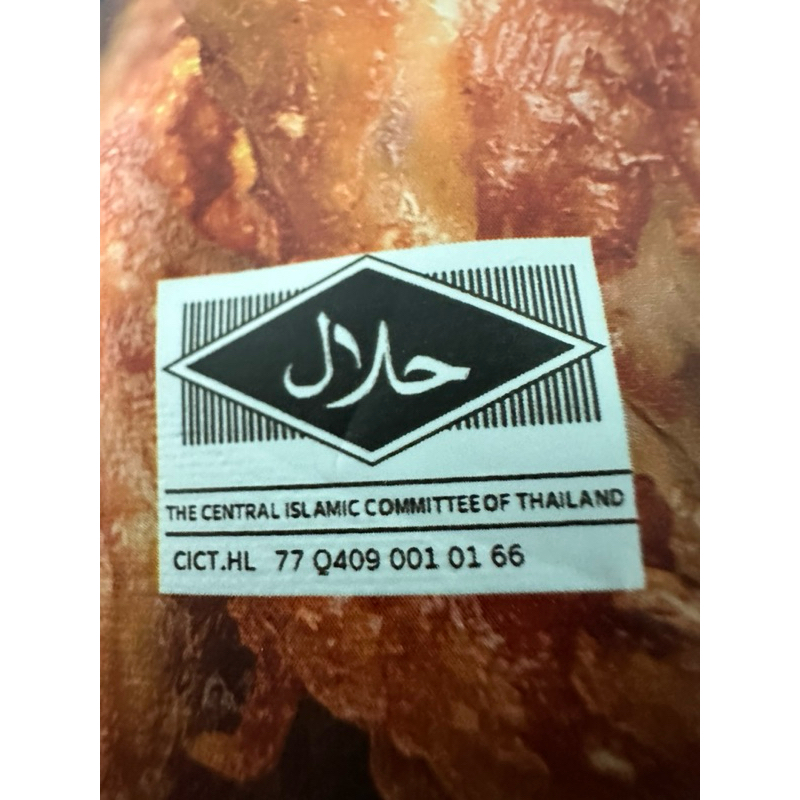 حلال
THE CENTRAL ISLAMIC COMMITTEE OF THAILAND
CICT.HL 77 Q409 001 01 66